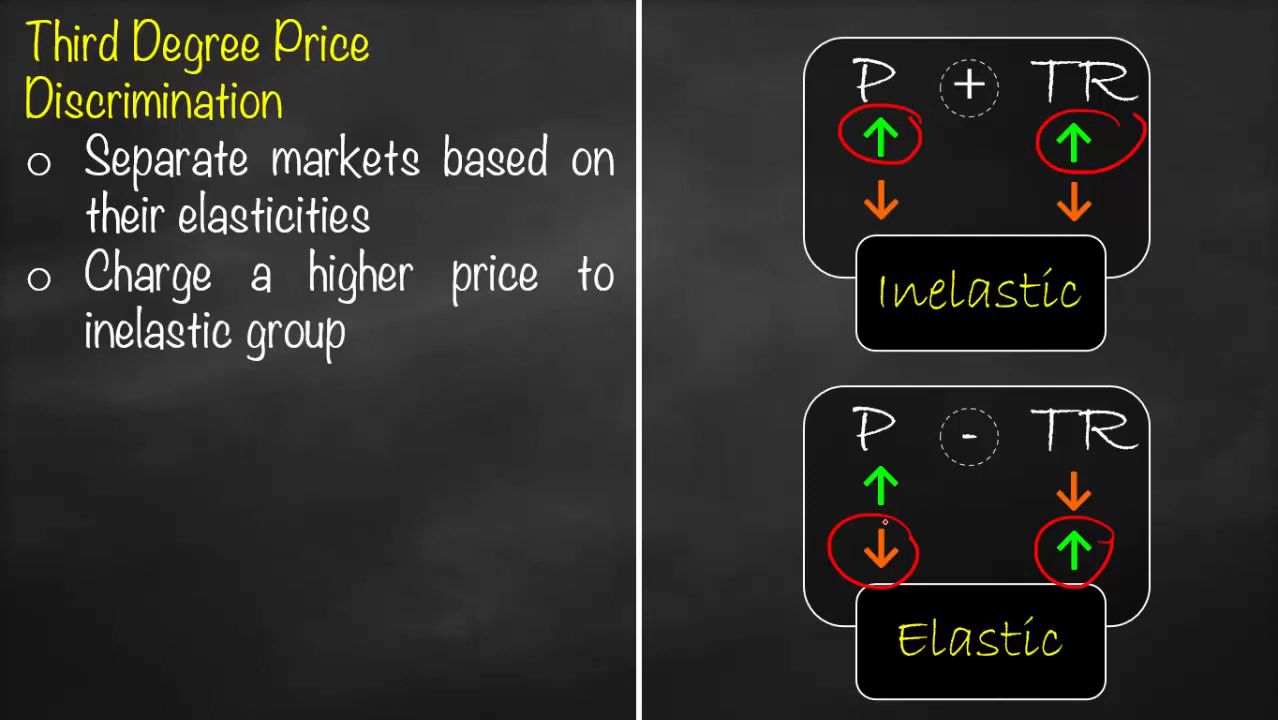 Third Degree Price
Discrimination
o Separate markets based on
their elasticities
o Charge a higher price to
inelastic group
P + TR
↑ ↑
↓ ↓
Inelastic
P - TR
↑ ↓
↓ ↑
Elastic